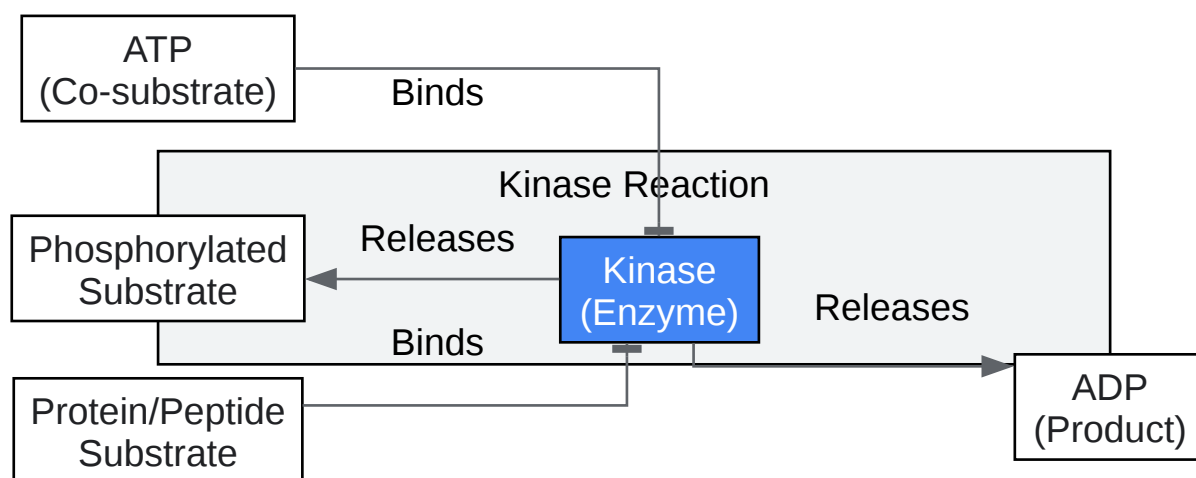 ATP
(Co-substrate)
Binds
Kinase Reaction
Phosphorylated
Substrate
Releases
Kinase
(Enzyme)
Releases
Binds
Protein/Peptide
Substrate
ADP
(Product)